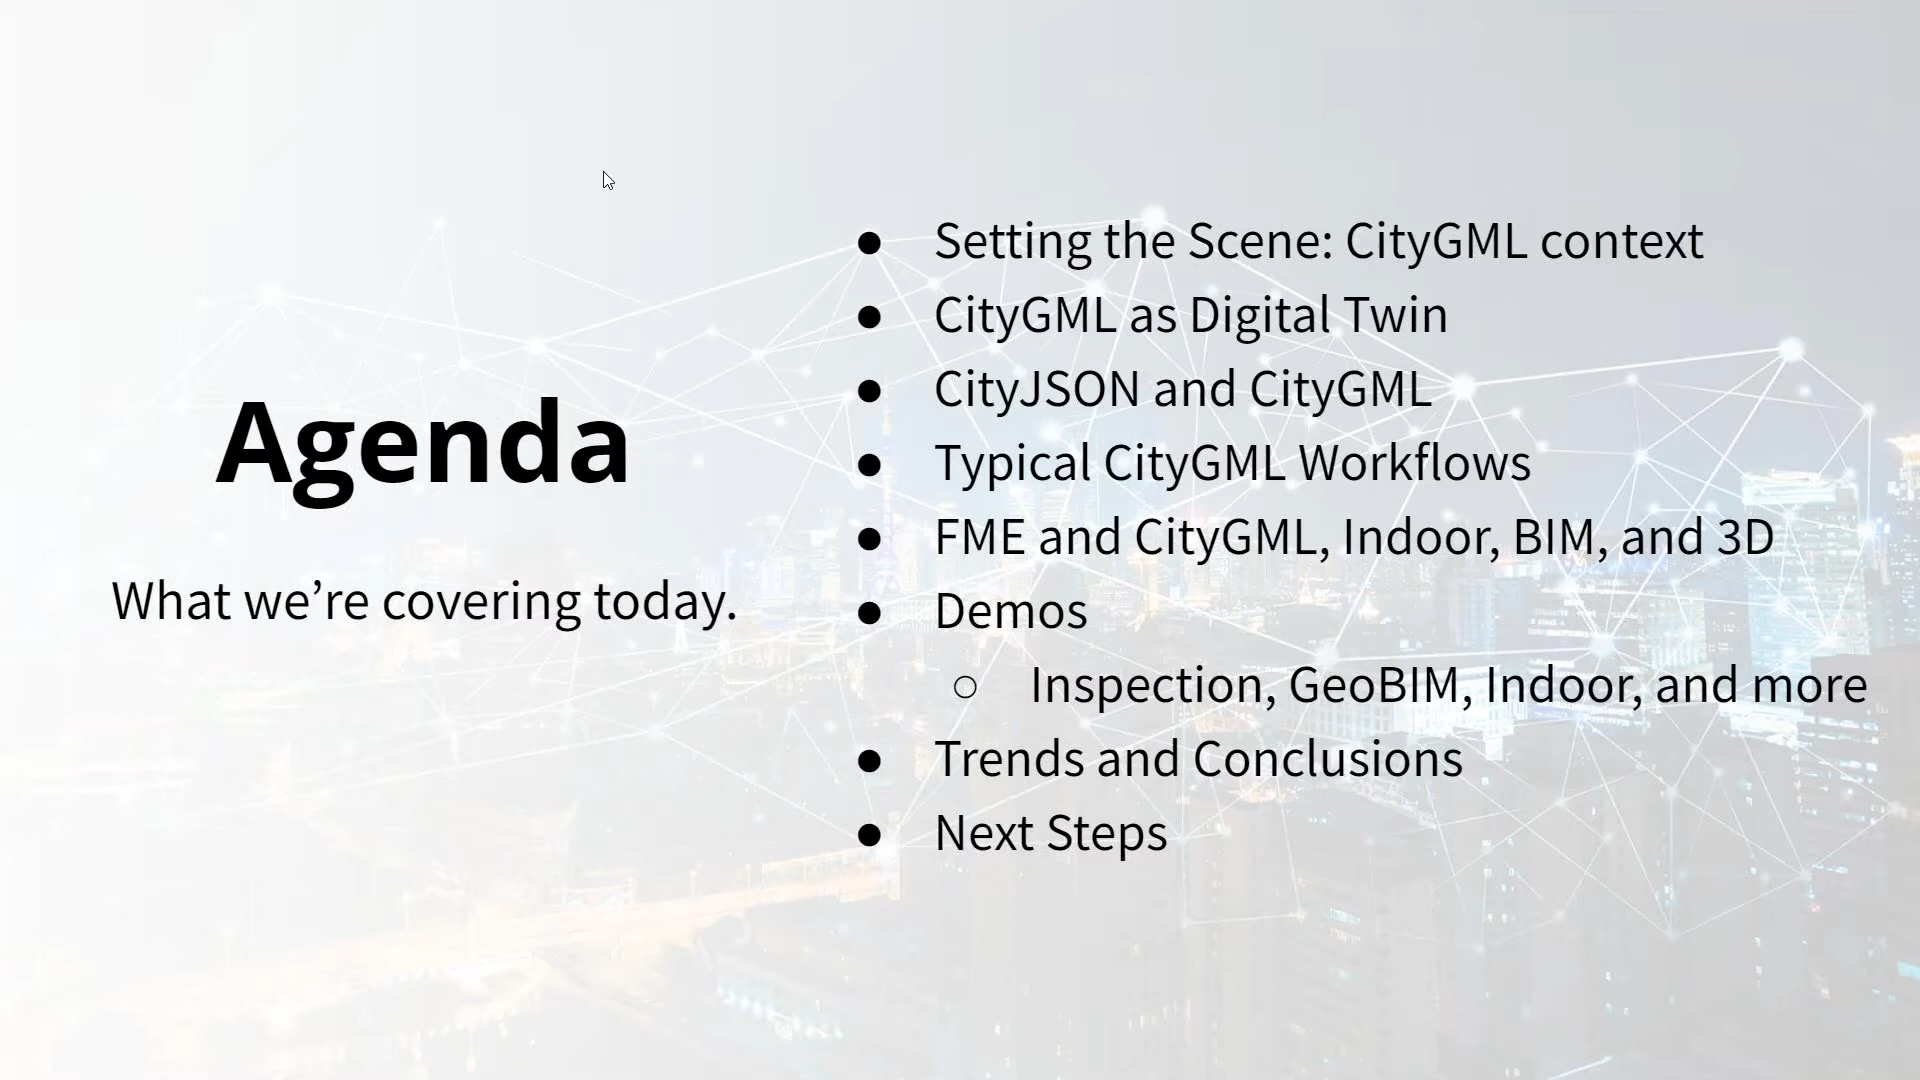 Agenda
What we’re covering today.
● Setting the Scene: CityGML context
● CityGML as Digital Twin
● CityJSON and CityGML
● Typical CityGML Workflows
● FME and CityGML, Indoor, BIM, and 3D
● Demos
○ Inspection, GeoBIM, Indoor, and more
● Trends and Conclusions
● Next Steps